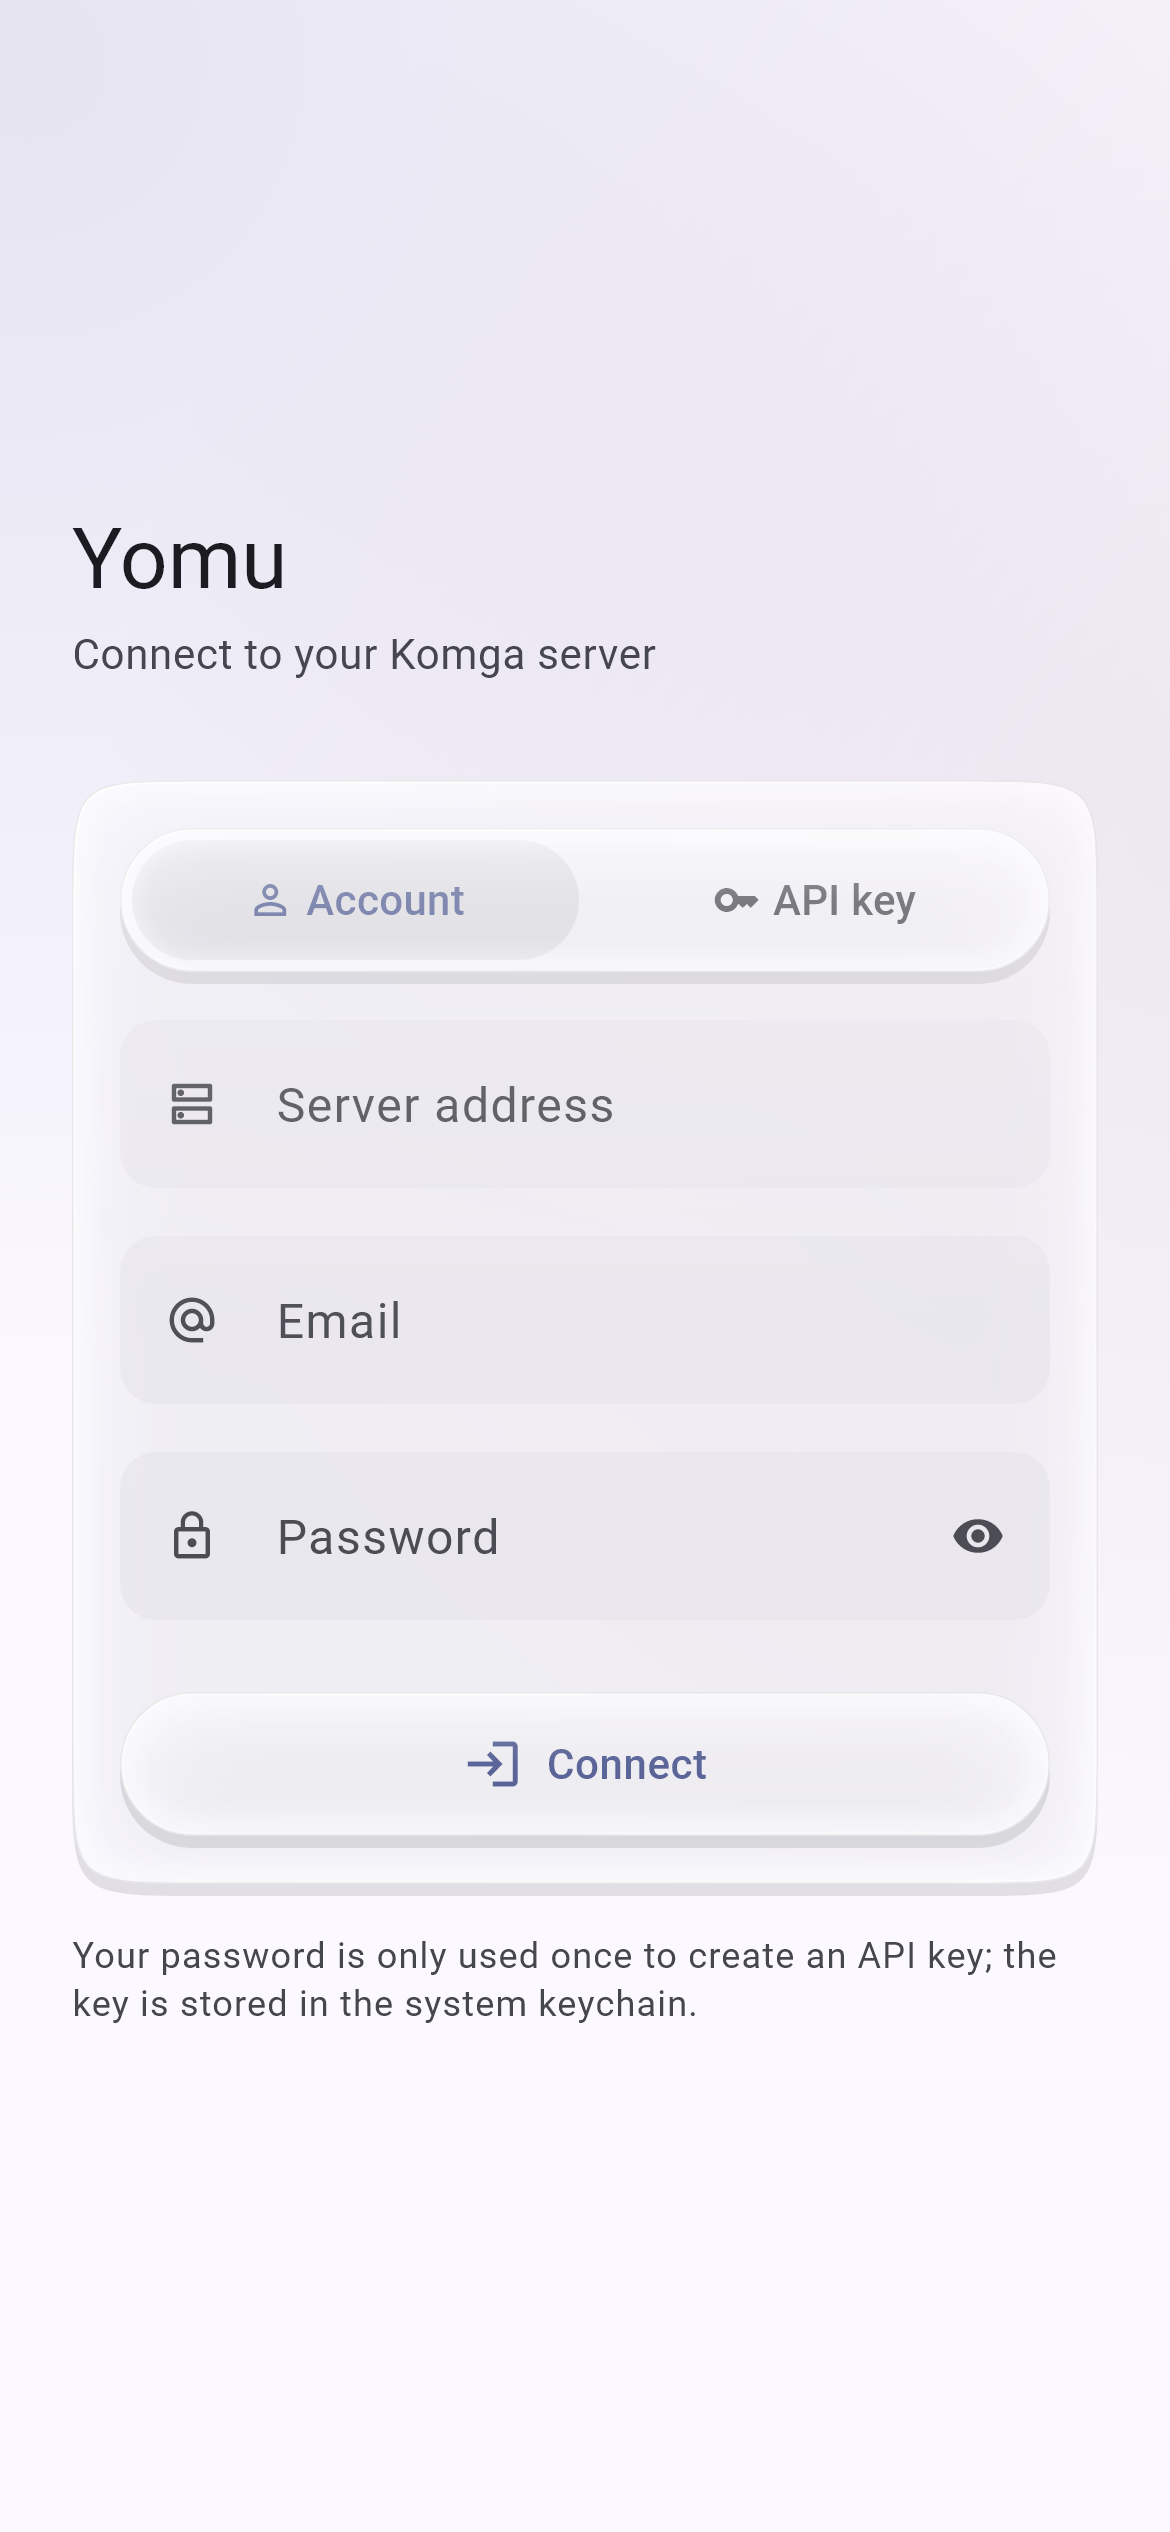 Yomu
Connect to your Komga server
Account
API key
Server address
Email
Password
Connect
Your password is only used once to create an API key; the
key is stored in the system keychain.